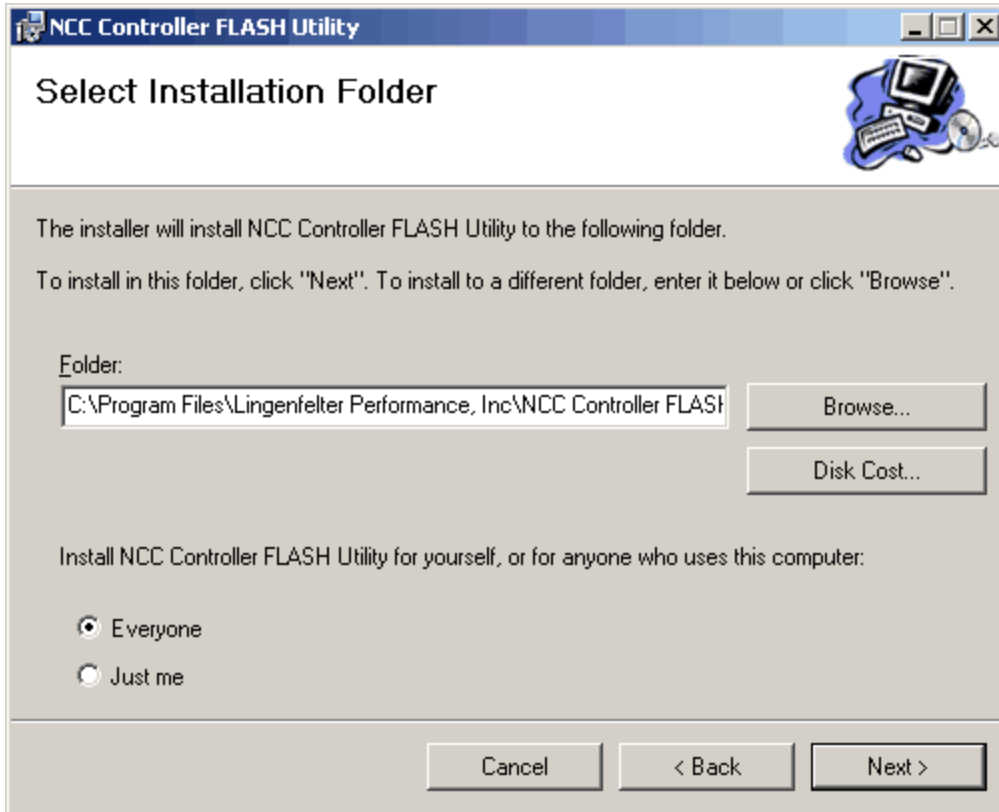 NCC Controller FLASH Utility
Select Installation Folder
The installer will install NCC Controller FLASH Utility to the following folder.
To install in this folder, click "Next". To install to a different folder, enter it below or click "Browse".
Folder:
C:\Program Files\Lingenfelter Performance, Inc\NCC Controller FLASH
Browse...
Disk Cost...
Install NCC Controller FLASH Utility for yourself, or for anyone who uses this computer:
Everyone
Just me
Cancel
< Back
Next >